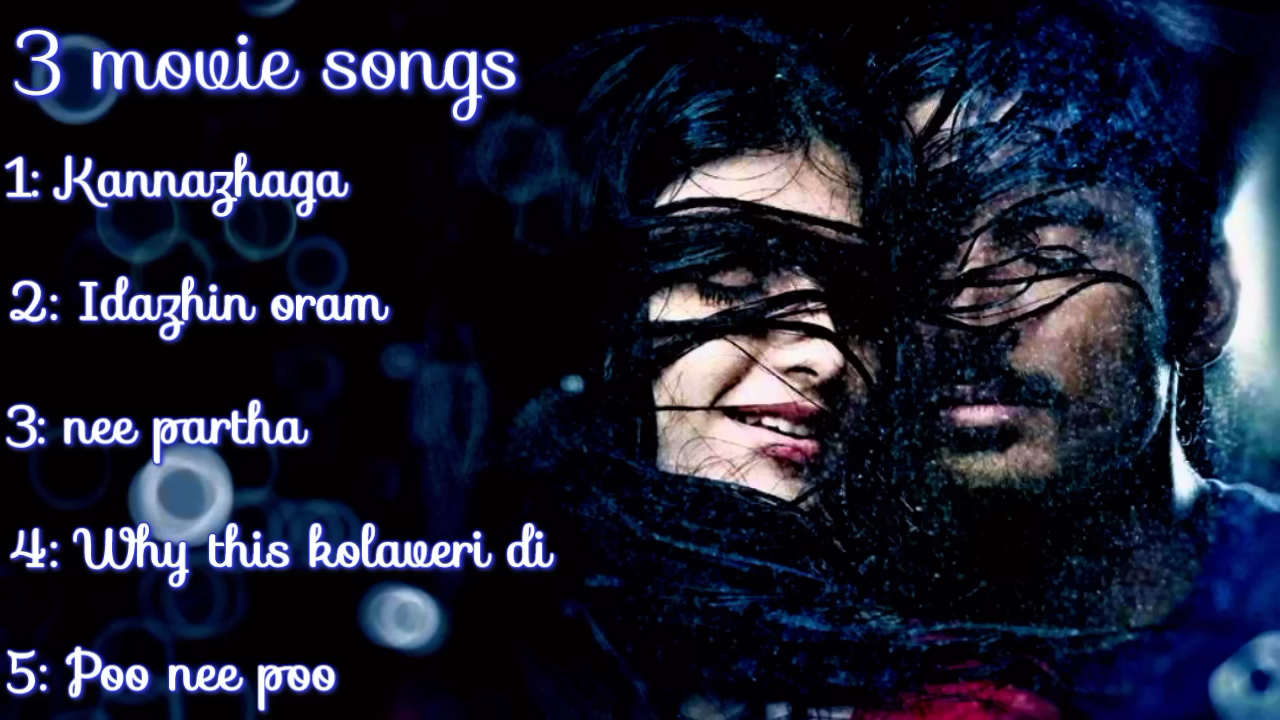 3 movie songs
1: Kannazhaga
2: Idazhin oram
3: nee partha
4: Why this kolaveri di
5: Poo nee poo